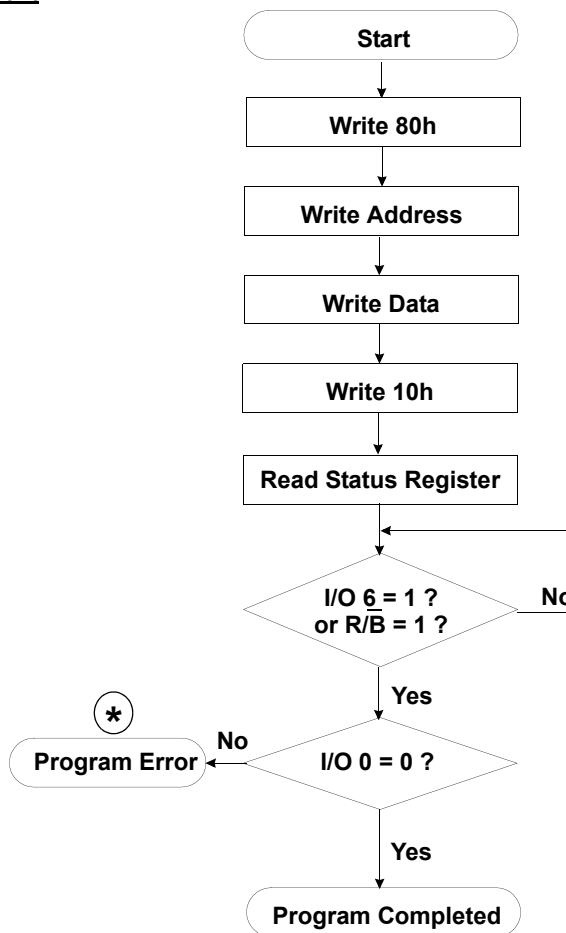 Start
Write 80h
Write Address
Write Data
Write 10h
Read Status Register
I/O 6 = 1 ?
or R/B̅ = 1 ?
No
Yes
*
No
Program Error
I/O 0 = 0 ?
Yes
Program Completed